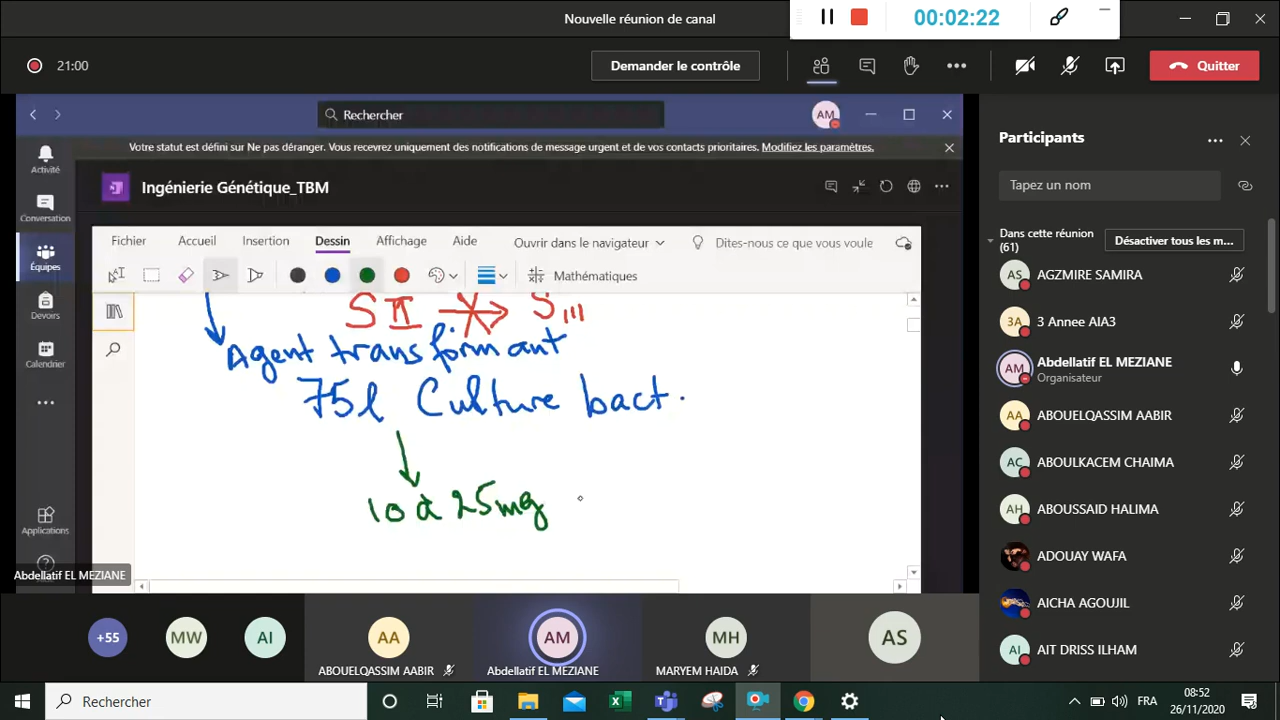 Nouvelle réunion de canal
00:02:22
21:00
Demander le contrôle
Quitter
Rechercher
AM
Votre statut est défini sur Ne pas déranger. Vous recevrez uniquement des notifications de message urgent et de vos contacts prioritaires. Modifiez les paramètres.
Activité
Conversation
Équipes
Devoirs
Calendrier
Applications
Ingénierie Génétique_TBM
Fichier Accueil Insertion Dessin Affichage Aide Ouvrir dans le navigateur Dites-nous ce que vous voule
Mathématiques
S II S III
Agent transformant
75l Culture bact.
10 à 25mg
Abdellatif EL MEZIANE
Participants
Tapez un nom
Dans cette réunion (61)
Désactiver tous les m...
AS AGZMIRE SAMIRA
3A 3 Annee AIA3
AM Abdellatif EL MEZIANE
Organisateur
AA ABOUELQASSIM AABIR
AC ABOULKACEM CHAIMA
AH ABOUSSAID HALIMA
ADOUAY WAFA
AICHA AGOUJIL
AI AIT DRISS ILHAM
+55 MW AI AA AM MH AS
ABOUELQASSIM AABIR Abdellatif EL MEZIANE MARYEM HAIDA
Rechercher
FRA
08:52
26/11/2020